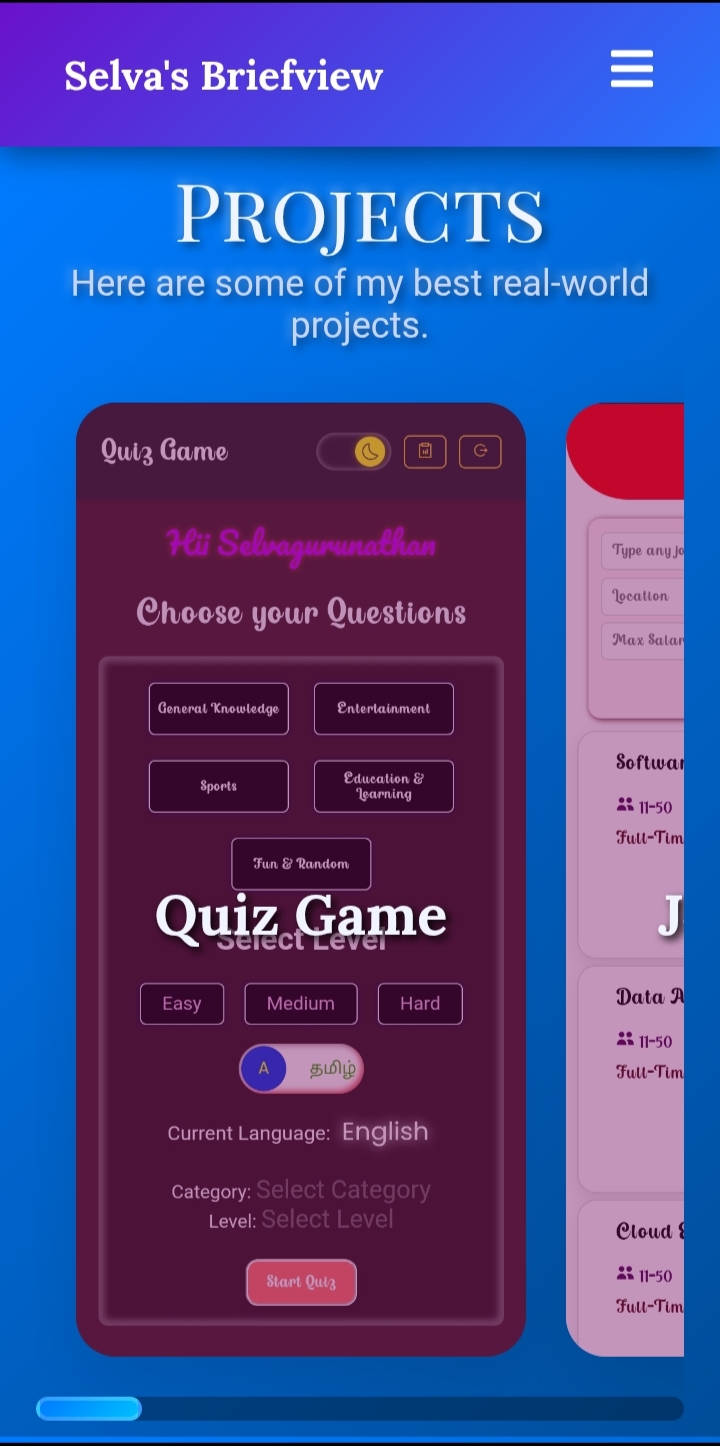 Selva's Briefview
PROJECTS
Here are some of my best real-world
projects.
Quiz Game
Hii Selvagurunathan
Choose your Questions
General Knowledge
Entertainment
Sports
Education &
Learning
Fun & Random
Quiz Game
Select Level
Easy
Medium
Hard
A
தமிழ்
Current Language: English
Category: Select Category
Level: Select Level
Start Quiz
Type any jo
Location
Max Salar
Softwar
11-50
Full-Tim
J
Data A
11-50
Full-Tim
Cloud
11-50
Full-Tim